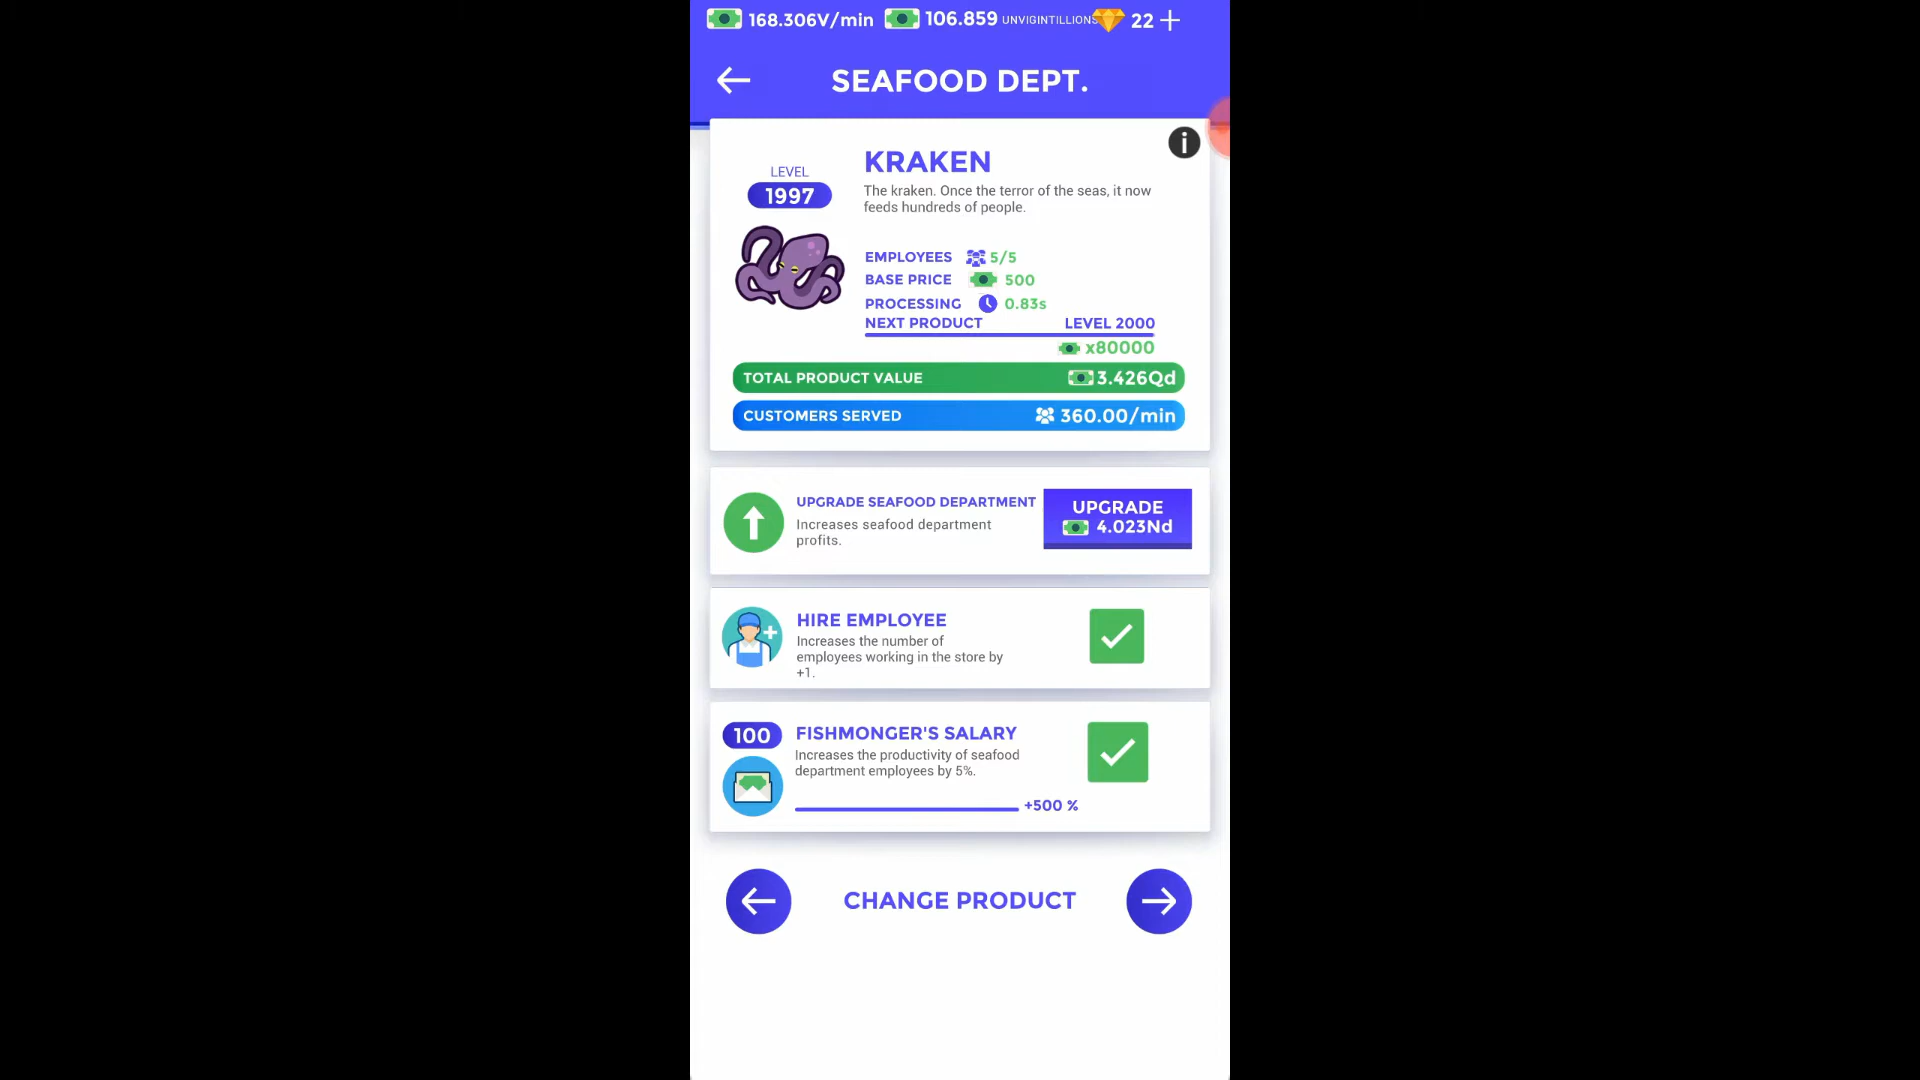 168.306V/min 106.859 UNVIGINTILLIONS 22 +
SEAFOOD DEPT.
i
LEVEL
1997
KRAKEN
The kraken. Once the terror of the seas, it now
feeds hundreds of people.
EMPLOYEES 5/5
BASE PRICE 500
PROCESSING 0.83s
NEXT PRODUCT LEVEL 2000
x80000
TOTAL PRODUCT VALUE 3.426Qd
CUSTOMERS SERVED 360.00/min
UPGRADE SEAFOOD DEPARTMENT
Increases seafood department
profits.
UPGRADE
4.023Nd
HIRE EMPLOYEE
Increases the number of
employees working in the store by
+1.
100
FISHMONGER'S SALARY
Increases the productivity of seafood
department employees by 5%.
+500 %
CHANGE PRODUCT